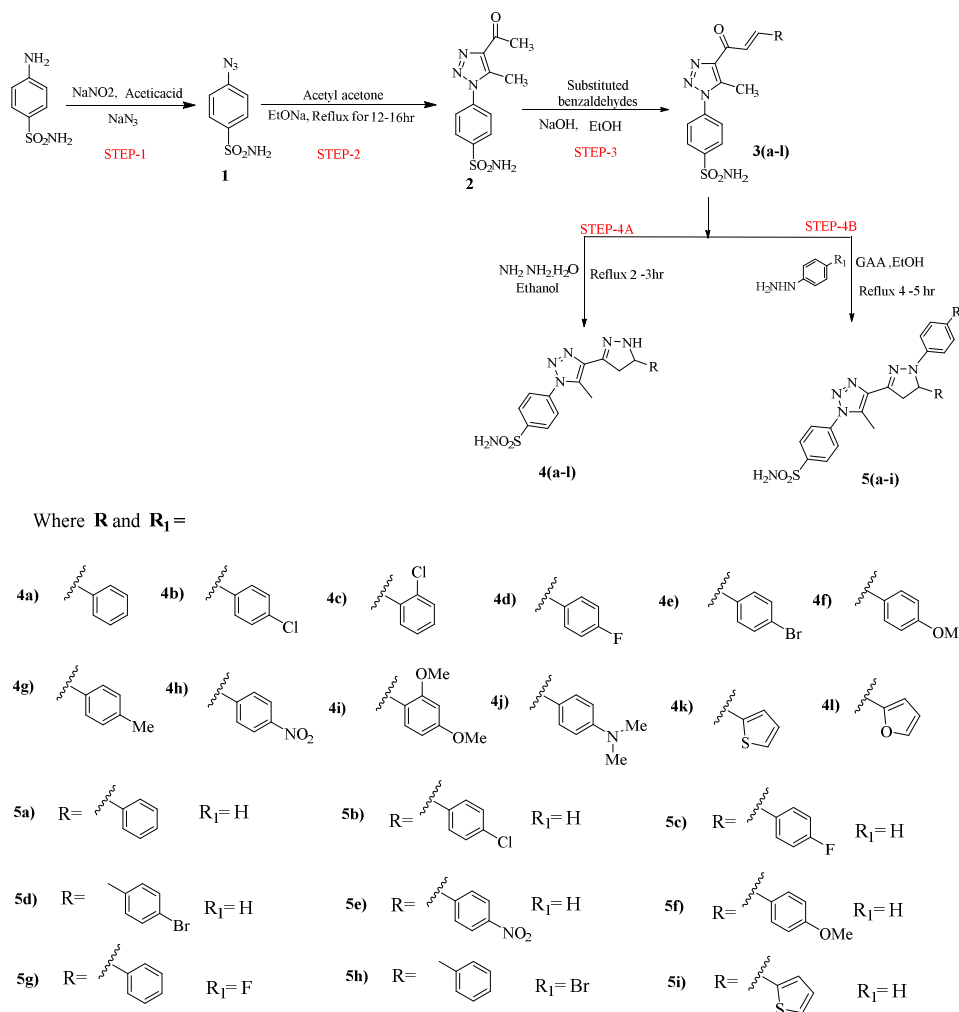 NH2
NaNO2, Aceticacid
NaN3
STEP-1
SO2NH2
N3
SO2NH2
1
Acetyl acetone
EtONa, Reflux for 12-16hr
STEP-2
O
CH3
N
N
N
CH3
SO2NH2
2
Substituted
benzaldehydes
NaOH, EtOH
STEP-3
O
R
N
N
N
CH3
SO2NH2
3(a-l)
STEP-4A
STEP-4B
NH2 NH2.H2O
Ethanol
Reflux 2 -3hr
R1
H2NHN
GAA ,EtOH
Reflux 4 -5 hr
N
NH
R
N
N
N
H2NO2S
4(a-l)
R
N
N
R
N
N
N
H2NO2S
5(a-i)
Where R and R1 =
4a)
4b)
Cl
4c)
Cl
4d)
F
4e)
Br
4f)
OM
4g)
Me
4h)
NO2
4i)
OMe
OMe
4j)
N
Me
Me
4k)
S
4l)
O
5a) R= R1= H
5b) R= Cl R1= H
5c) R= F R1= H
5d) R= Br R1= H
5e) R= NO2 R1= H
5f) R= OMe R1= H
5g) R= R1= F
5h) R= R1= Br
5i) R= S R1= H